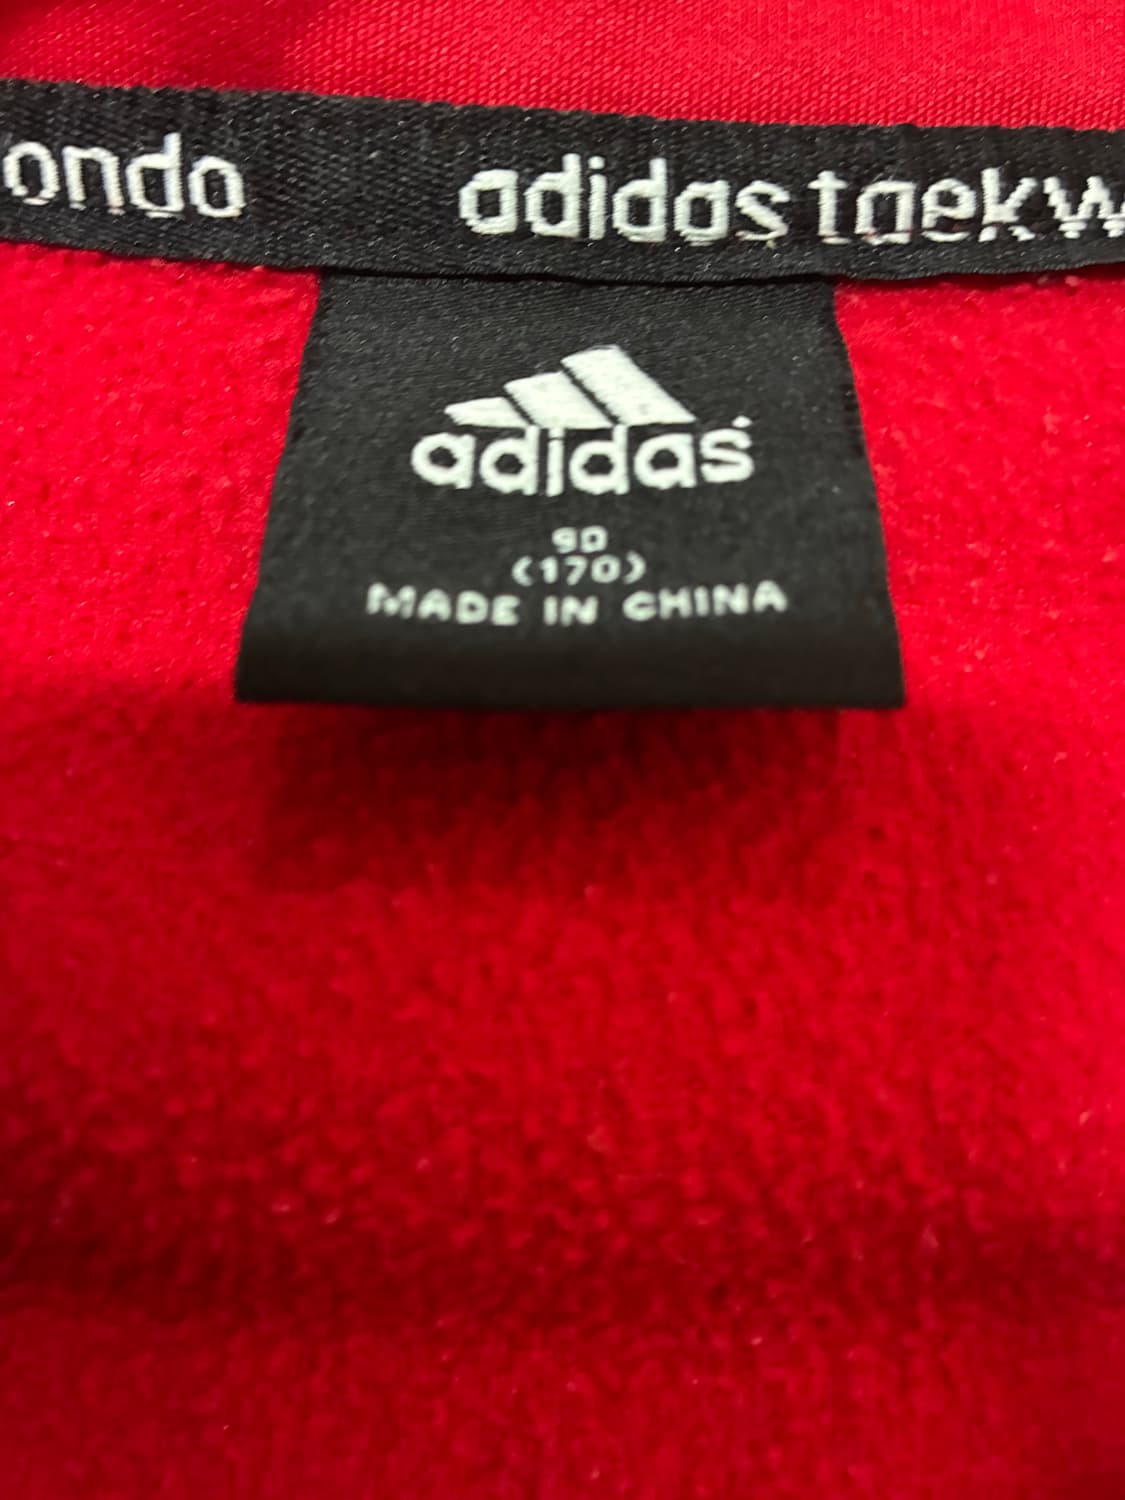 ondo adidas taekw
adidas
90
(170)
MADE IN CHINA